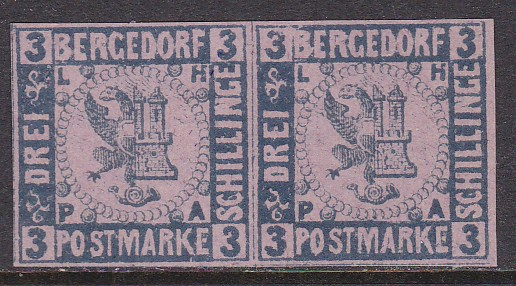 3 BERGEDORF 3
L H
DREI
SCHILLINGE
P A
3 POSTMARKE 3
3 BERGEDORF 3
L H
DREI
SCHILLINGE
P A
3 POSTMARKE 3